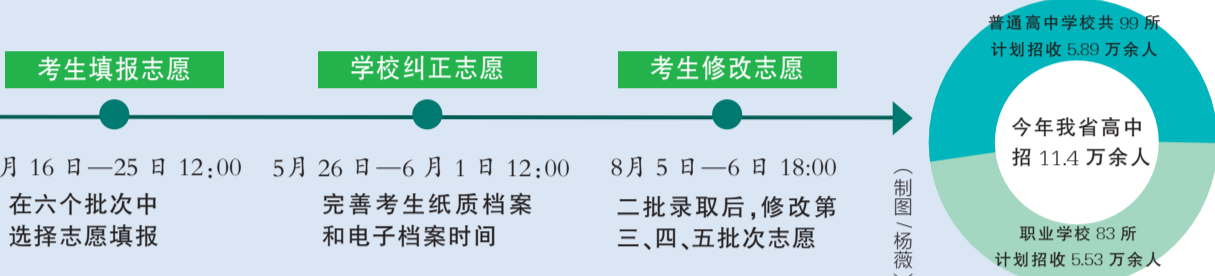 考生填报志愿
月 16 日—25 日 12:00
在六个批次中
选择志愿填报
学校纠正志愿
5月 26 日—6 月 1 日 12:00
完善考生纸质档案
和电子档案时间
考生修改志愿
8月 5 日—6 日 18:00
二批录取后,修改第
三、四、五批次志愿
(制图/杨薇)
普通高中学校共 99 所
计划招收 5.89 万余人
今年我省高中
招 11.4 万余人
职业学校 83 所
计划招收 5.53 万余人